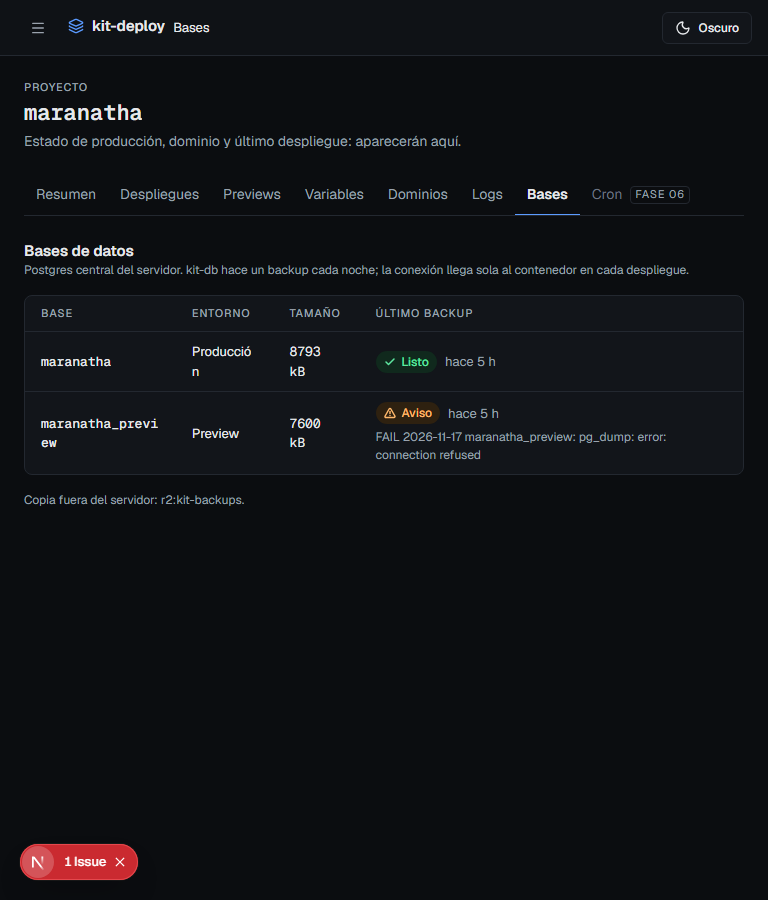 kit-deploy Bases
Oscuro
PROYECTO
maranatha
Estado de producción, dominio y último despliegue: aparecerán aquí.
Resumen Despliegues Previews Variables Dominios Logs Bases Cron FASE 06
Bases de datos
Postgres central del servidor. kit-db hace un backup cada noche; la conexión llega sola al contenedor en cada despliegue.
BASE ENTORNO TAMAÑO ÚLTIMO BACKUP
maranatha
Producció
n
8793
kB
Listo hace 5 h
maranatha_previ
ew
Preview
7600
kB
Aviso hace 5 h
FAIL 2026-11-17 maranatha_preview: pg_dump: error:
connection refused
Copia fuera del servidor: r2:kit-backups.
N 1 Issue